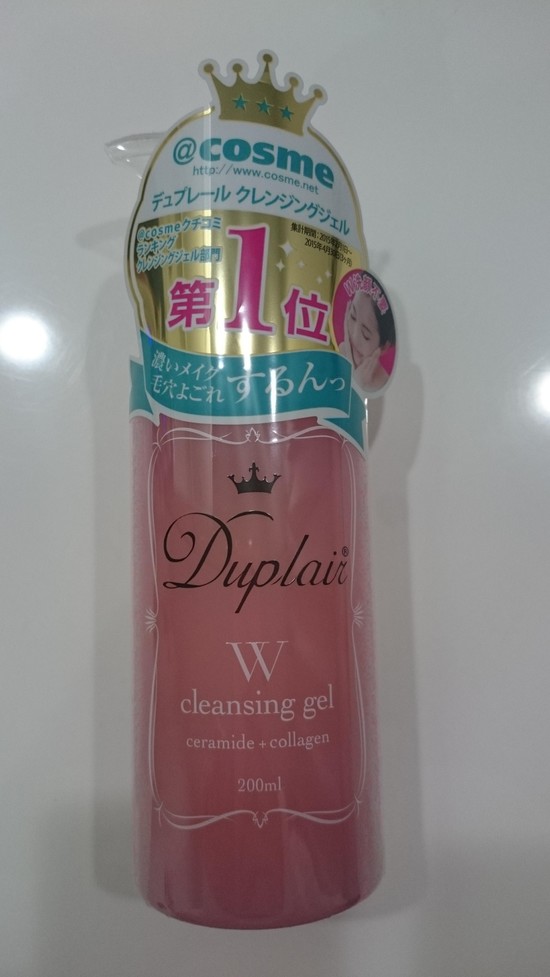 @cosme
http://www.cosme.net
デュプレール クレンジングジェル
@cosmeクチコミ
ランキング
クレンジングジェル部門
第1位
濃いメイク
毛穴よごれ
するんっ
Duplair®
W
cleansing gel
ceramide + collagen
200ml